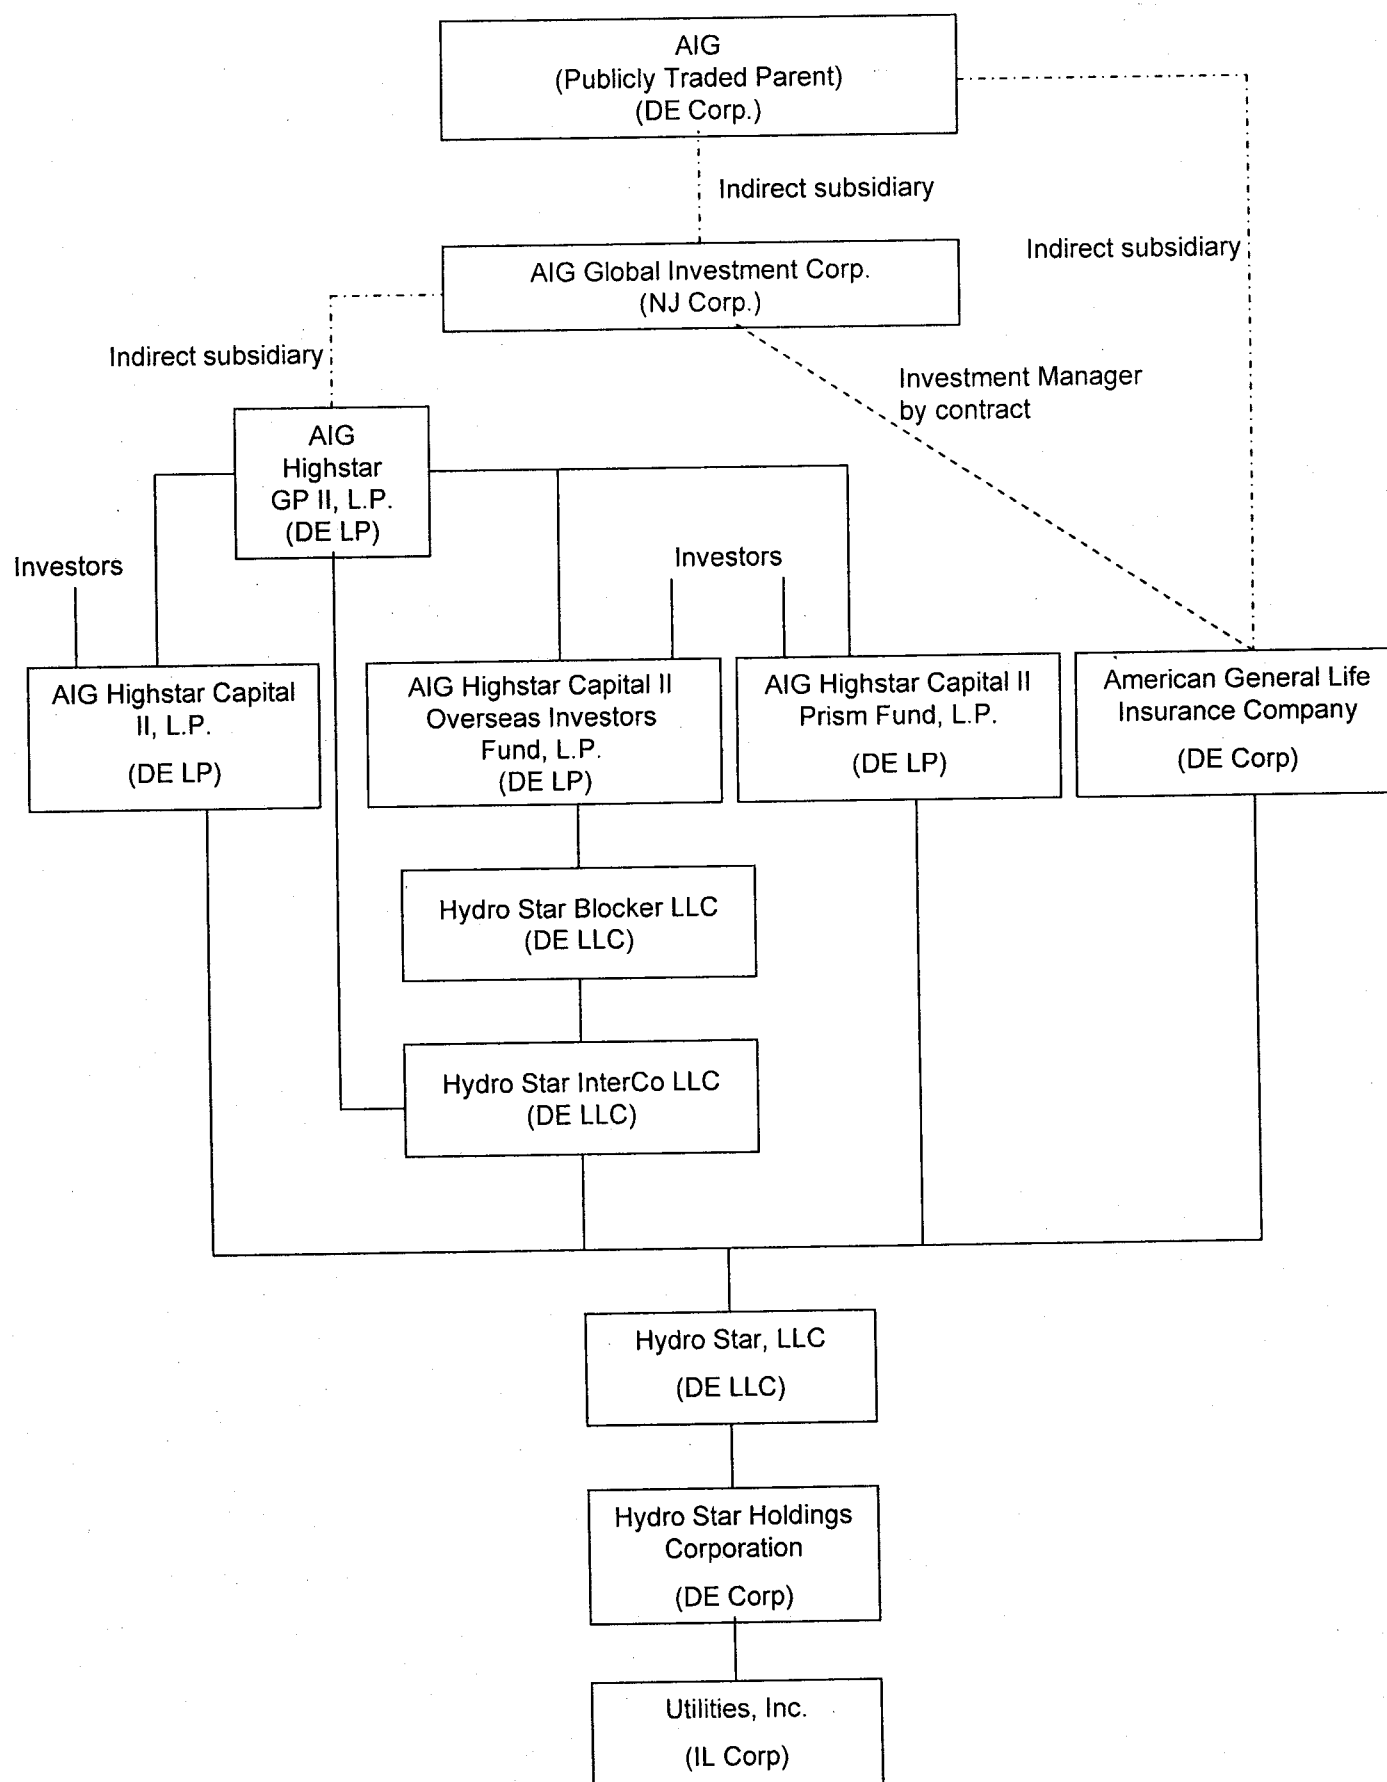 AIG
(Publicly Traded Parent)
(DE Corp.)
Indirect subsidiary
Indirect subsidiary
AIG Global Investment Corp.
(NJ Corp.)
Indirect subsidiary
Investment Manager
by contract
AIG
Highstar
GP II, L.P.
(DE LP)
Investors
Investors
AIG Highstar Capital
II, L.P.
(DE LP)
AIG Highstar Capital II
Overseas Investors
Fund, L.P.
(DE LP)
AIG Highstar Capital II
Prism Fund, L.P.
(DE LP)
American General Life
Insurance Company
(DE Corp)
Hydro Star Blocker LLC
(DE LLC)
Hydro Star InterCo LLC
(DE LLC)
Hydro Star, LLC
(DE LLC)
Hydro Star Holdings
Corporation
(DE Corp)
Utilities, Inc.
(IL Corp)